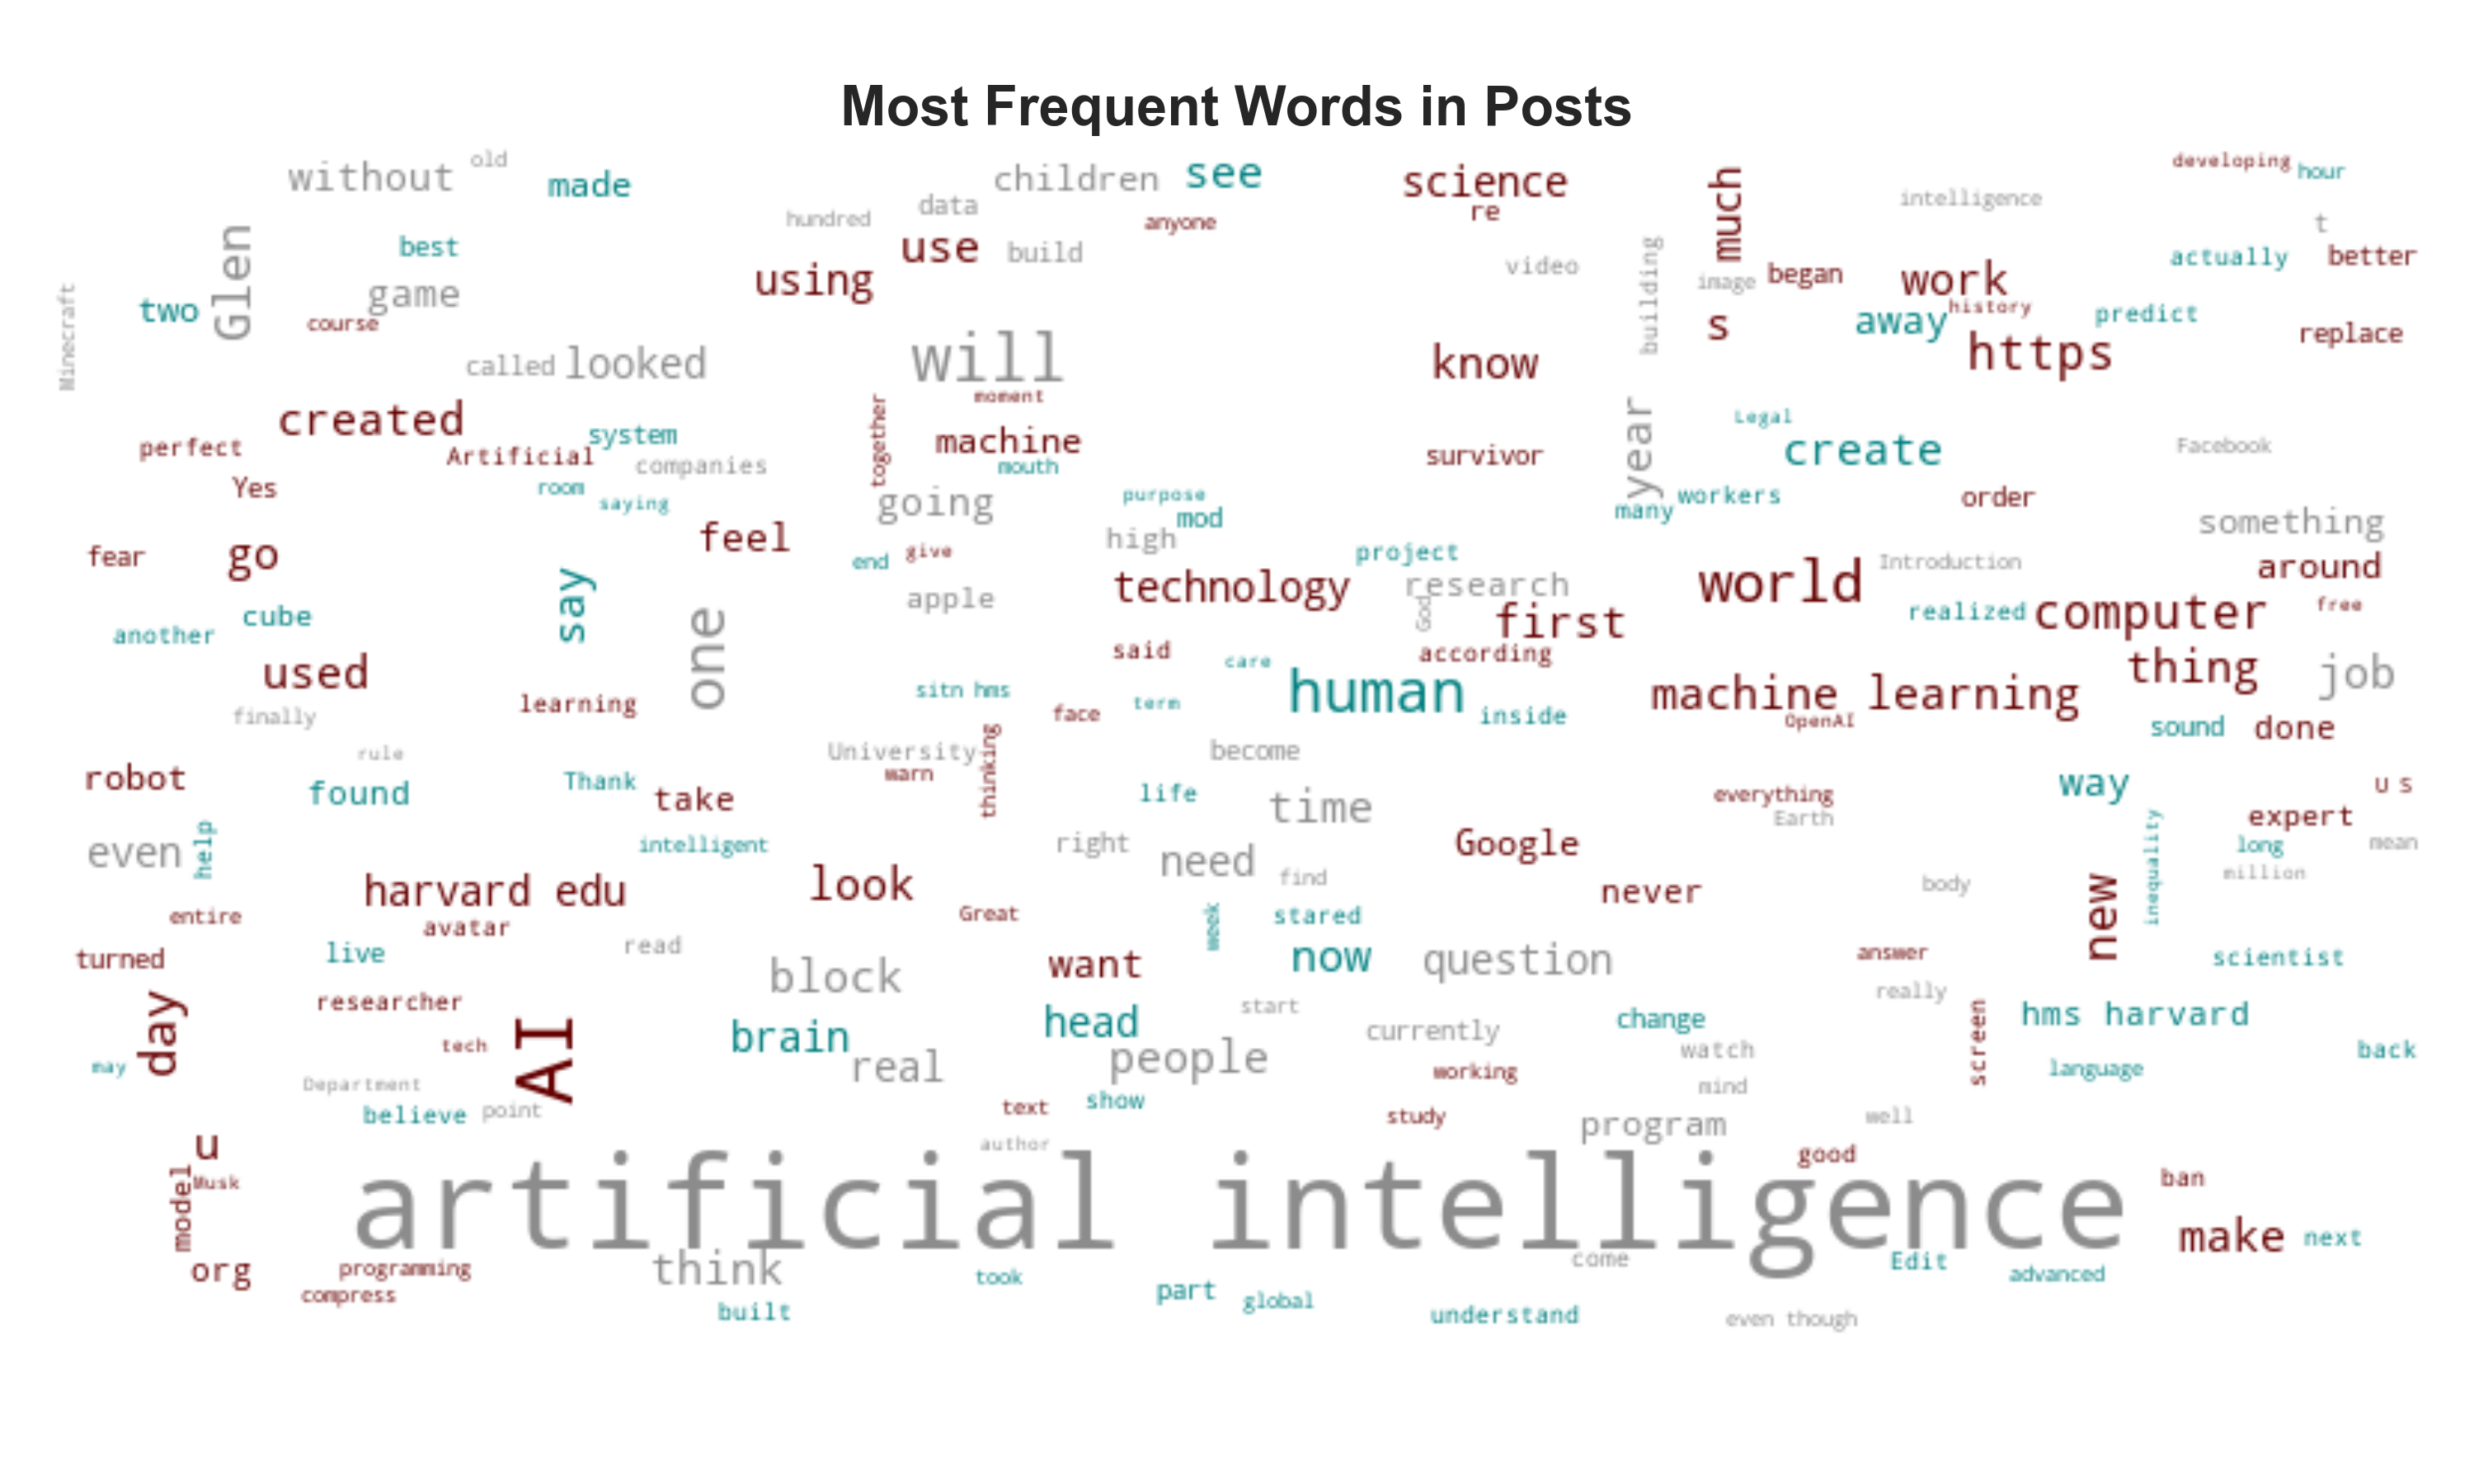 Most Frequent Words in Posts
old
without
made
children
see
science
much
developing
hour
intelligence
hundred
data
anyone
re
t
Glen
best
use
build
using
video
building
image
began
work
actually
better
Minecraft
two
game
course
s
history
away
predict
replace
https
called
looked
will
know
moment
year
Legal
created
perfect
Artificial
system
companies
together
machine
mouth
survivor
create
Facebook
Yes
room
saying
going
purpose
mod
many
workers
order
something
fear
go
feel
high
end
give
project
say
technology
research
God
world
Introduction
around
apple
cube
another
one
first
realized
computer
free
used
said
care
according
thing
job
learning
sitn hms
term
human
inside
machine learning
OpenAI
finally
face
sound
done
rule
University
thinking
become
robot
found
Thank
take
warn
life
time
everything
Earth
way
U S
expert
even
help
intelligent
right
need
Google
inequality
long
mean
harvard edu
look
find
never
body
million
new
entire
avatar
Great
week
stared
turned
live
read
block
want
now
question
answer
scientist
day
researcher
AI
brain
head
start
currently
change
really
screen
hms harvard
tech
real
people
watch
back
may
Department
working
mind
language
believe
point
text
show
study
program
well
u
author
good
model
Musk
artificial intelligence
ban
make
next
org
programming
think
took
come
Edit
advanced
compress
built
part
global
understand
even though